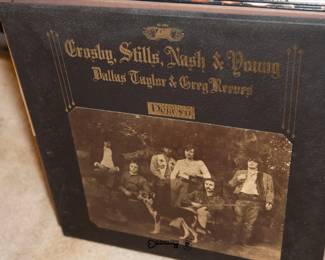 Crosby, Stills, Nash & Young
Dallas Taylor & Greg Reeves
Déjà Vu